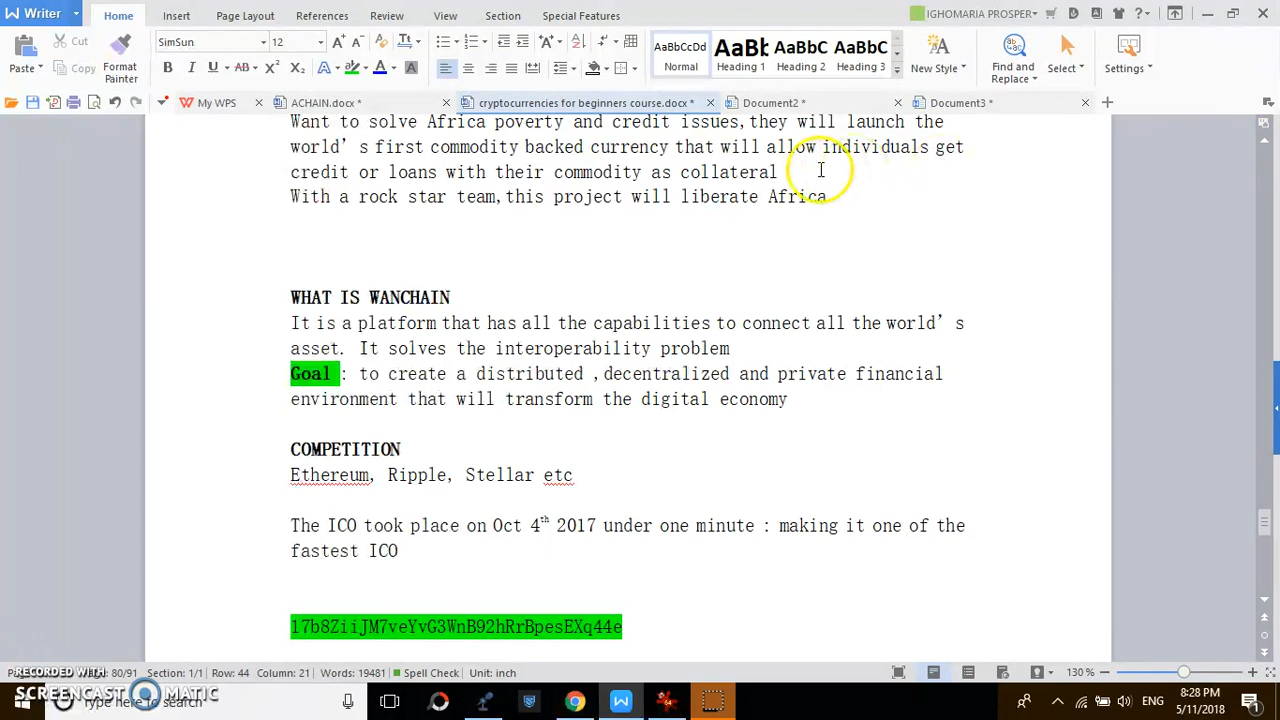 Writer
Home
Insert
Page Layout
References
Review
View
Section
Special Features
IGHOMARIA PROSPER
Paste
Cut
Copy
Format Painter
SimSun
12
AaBbCcDd
Normal
AaBb
Heading 1
AaBbC
Heading 2
AaBbC
Heading 3
New Style
Find and Replace
Select
Settings
My WPS
ACHAIN.docx *
cryptocurrencies for beginners course.docx *
Document2 *
Document3 *
Want to solve Africa poverty and credit issues,they will launch the
world's first commodity backed currency that will allow individuals get
credit or loans with their commodity as collateral
With a rock star team,this project will liberate Africa
WHAT IS WANCHAIN
It is a platform that has all the capabilities to connect all the world's
asset. It solves the interoperability problem
Goal : to create a distributed ,decentralized and private financial
environment that will transform the digital economy
COMPETITION
Ethereum, Ripple, Stellar etc
The ICO took place on Oct 4th 2017 under one minute : making it one of the
fastest ICO
17b8ZiiJM7veYvG3WnB92hRrBpesEXq44e
80/91 Section: 1/1 Row: 44 Column: 21 Words: 19481 Spell Check Unit: inch
130 %
RECORDED WITH
SCREENCAST MATIC
here to search
ENG
8:28 PM
5/11/2018